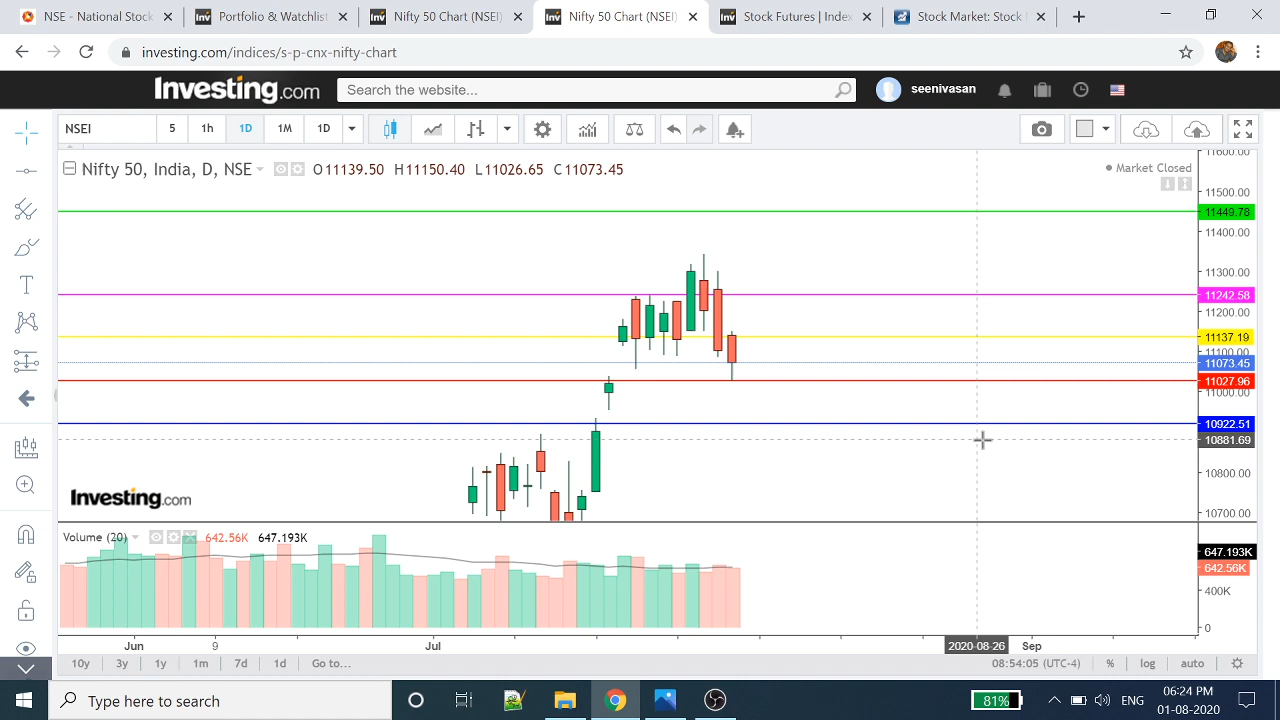 NSE - National Stock
Portfolio & Watchlist
Nifty 50 Chart (NSEI)
Nifty 50 Chart (NSEI)
Stock Futures | Index
Stock Market: Stock
investing.com/indices/s-p-cnx-nifty-chart
Investing.com
Search the website...
seenivasan
NSEI
5
1h
1D
1M
1D
Nifty 50, India, D, NSE
O11139.50 H11150.40 L11026.65 C11073.45
Market Closed
11600.00
11500.00
11449.78
11400.00
11300.00
11242.58
11200.00
11137.19
11100.00
11073.45
11027.96
11000.00
10922.51
10881.69
10800.00
10700.00
Investing.com
Volume (20)
642.56K
647.193K
647.193K
642.56K
400K
0
Jun
9
Jul
2020-08-26
Sep
10y
3y
1y
1m
7d
1d
Go to...
08:54:05 (UTC-4)
%
log
auto
Type here to search
81%
ENG
06:24 PM
01-08-2020